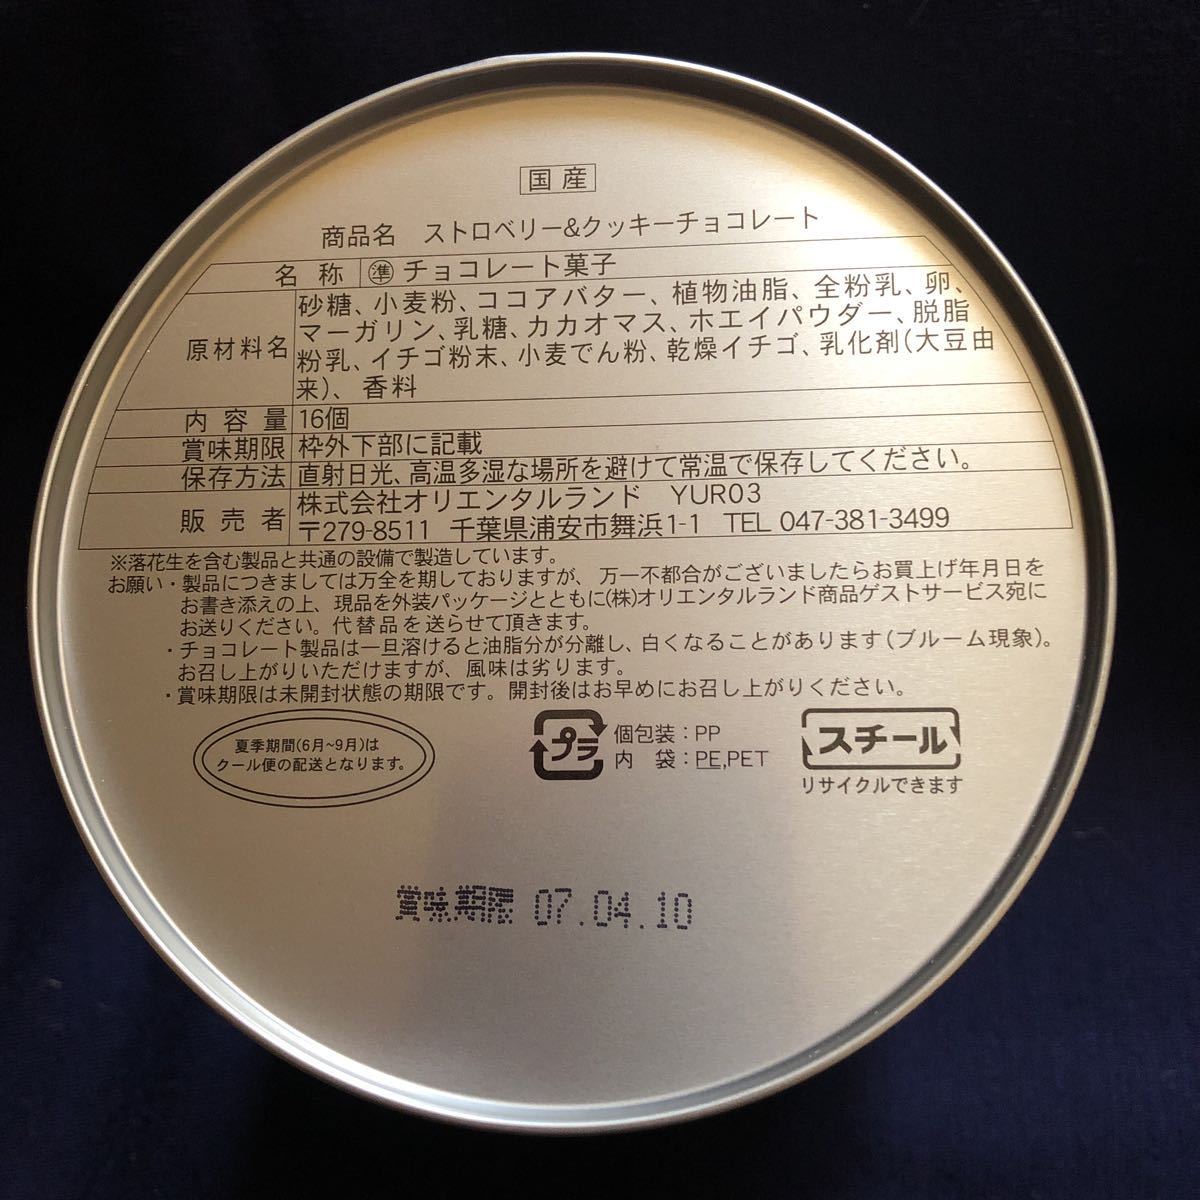 国産
商品名 ストロベリー&クッキーチョコレート
名称 ㊜チョコレート菓子
原材料名 砂糖、小麦粉、ココアバター、植物油脂、全粉乳、卵、
マーガリン、乳糖、カカオマス、ホエイパウダー、脱脂
粉乳、イチゴ粉末、小麦でん粉、乾燥イチゴ、乳化剤(大豆由
来)、香料
内容量 16個
賞味期限 枠外下部に記載
保存方法 直射日光、高温多湿な場所を避けて常温で保存してください。
販売者 株式会社オリエンタルランド YUR03
〒279-8511 千葉県浦安市舞浜1-1 TEL 047-381-3499
※落花生を含む製品と共通の設備で製造しています。
お願い・製品につきましては万全を期しておりますが、万一不都合がございましたらお買上げ年月日を
お書き添えの上、現品を外装パッケージとともに(株)オリエンタルランド商品ゲストサービス宛に
お送りください。代替品を送らせて頂きます。
・チョコレート製品は一旦溶けると油脂分が分離し、白くなることがあります(ブルーム現象)。
お召し上がりいただけますが、風味は劣ります。
・賞味期限は未開封状態の期限です。開封後はお早めにお召し上がりください。
夏季期間(6月~9月)は
クール便の配送となります。
プラ
個包装:PP
内 袋:PE,PET
スチール
リサイクルできます
賞味期限 07.04.10